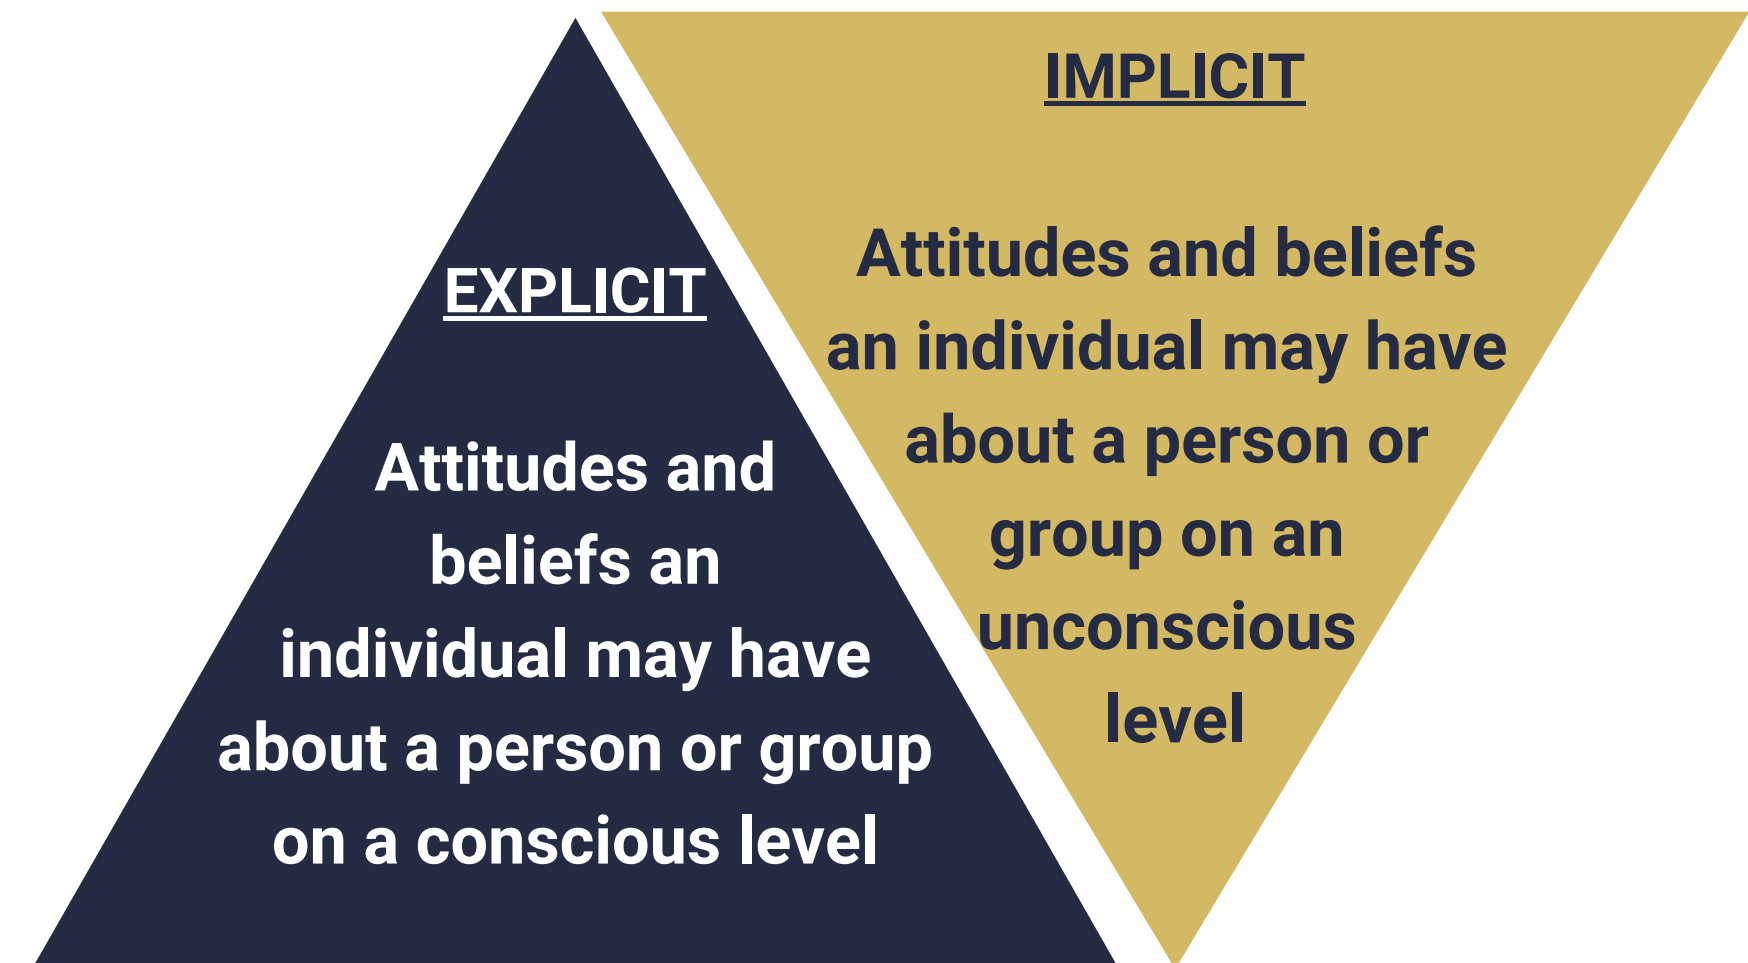 EXPLICIT
Attitudes and
beliefs an
individual may have
about a person or group
on a conscious level
IMPLICIT
Attitudes and beliefs
an individual may have
about a person or
group on an
unconscious
level